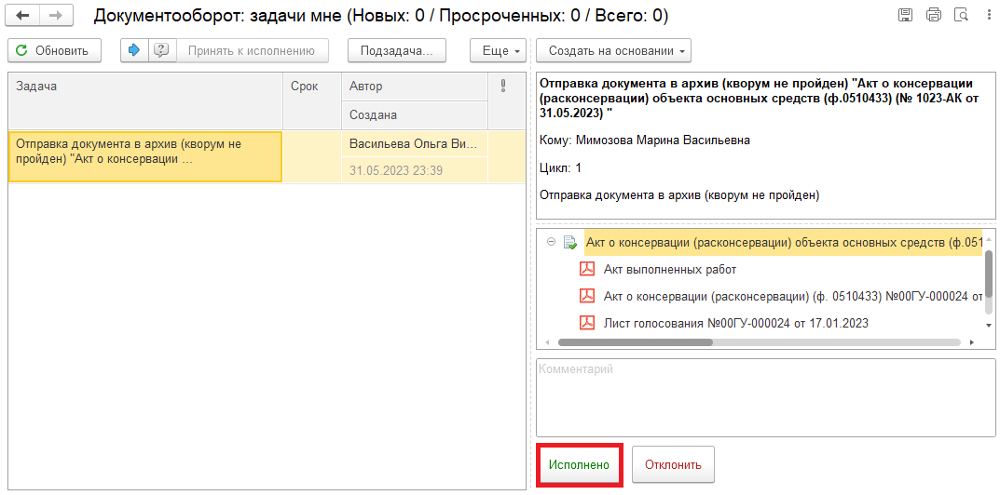 Документооборот: задачи мне (Новых: 0 / Просроченных: 0 / Всего: 0)
Обновить
Принять к исполнению
Подзадача...
Еще
Создать на основании
Задача
Срок
Автор
Создана
Отправка документа в архив (кворум не
пройден) "Акт о консервации ...
Васильева Ольга Ви...
31.05.2023 23:39
Отправка документа в архив (кворум не пройден) "Акт о консервации
(расконсервации) объекта основных средств (ф.0510433) (№ 1023-АК от
31.05.2023) "
Кому: Мимозова Марина Васильевна
Цикл: 1
Отправка документа в архив (кворум не пройден)
Акт о консервации (расконсервации) объекта основных средств (ф.051
Акт выполненных работ
Акт о консервации (расконсервации) (ф. 0510433) №00ГУ-000024 от
Лист голосования №00ГУ-000024 от 17.01.2023
Комментарий
Исполнено
Отклонить